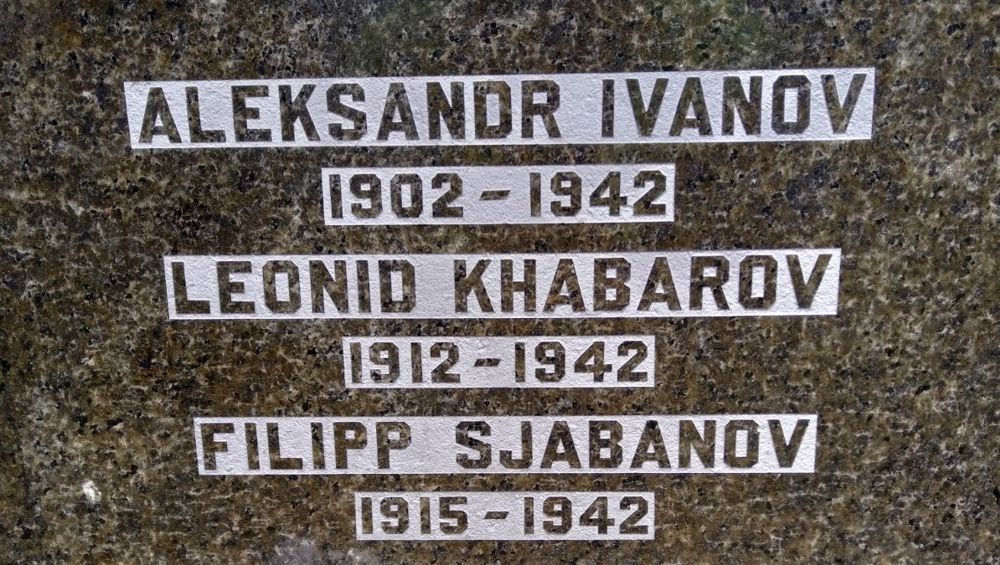 ALEKSANDR IVANOV
1902 - 1942
LEONID KHABAROV
1912 - 1942
FILIPP SJABANOV
1915 - 1942